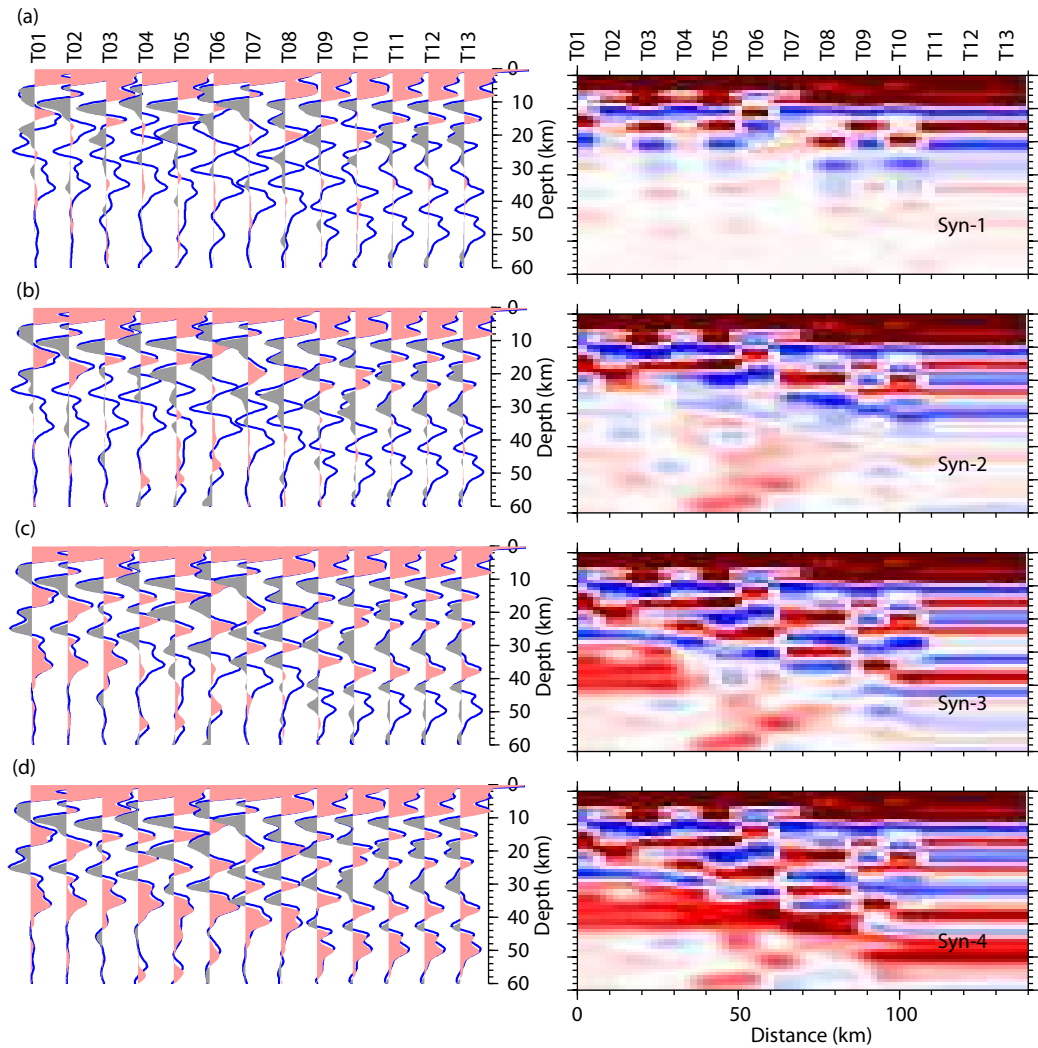 (a)
T01 T02 T03 T04 T05 T06 T07 T08 T09 T10 T11 T12 T13
T01 T02 T03 T04 T05 T06 T07 T08 T09 T10 T11 T12 T13
0
10
20
30
40
50
60
Depth (km)
Syn-1
(b)
0
10
20
30
40
50
60
Depth (km)
Syn-2
(c)
0
10
20
30
40
50
60
Depth (km)
Syn-3
(d)
0
10
20
30
40
50
60
Depth (km)
Syn-4
0 50 100
Distance (km)